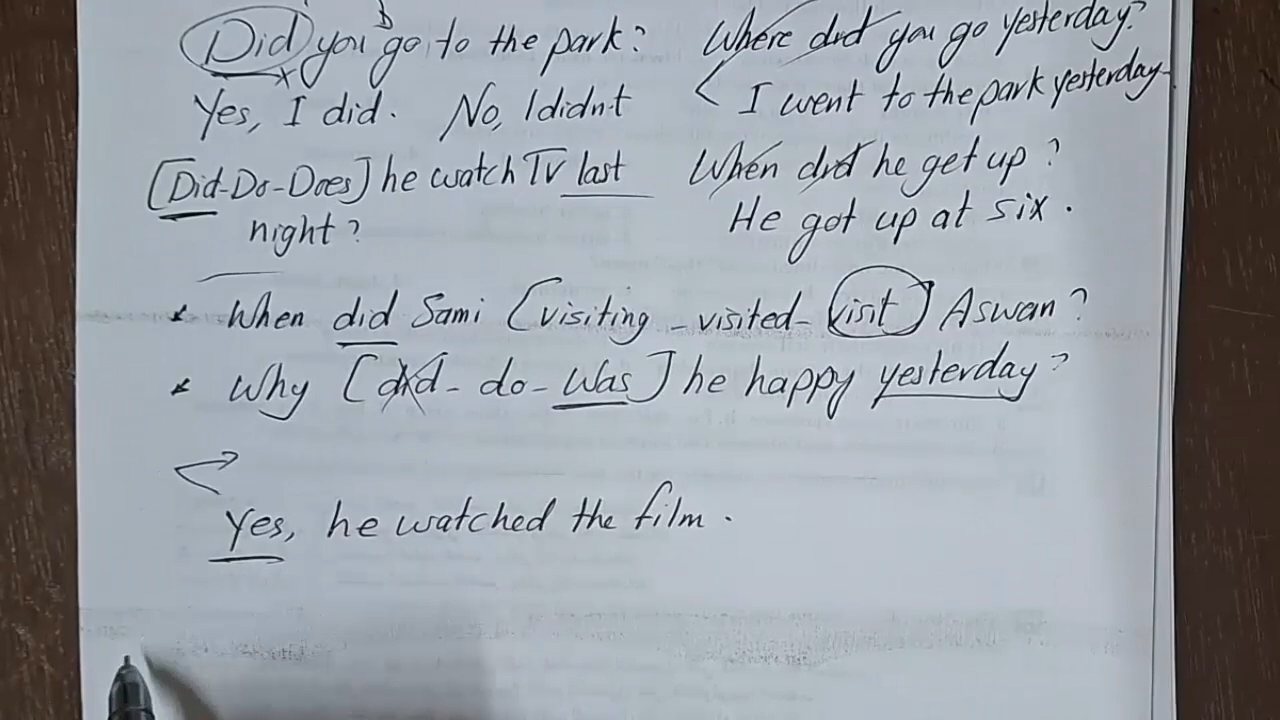 Did you go to the park?
Where did you go yesterday?
Yes, I did. No, I didn't
I went to the park yesterday.
[Did-Do-Does] he watch TV last
night?
When did he get up?
He got up at six.
When did Sami [visiting - visited - visit] Aswan?
Why [did - do - was] he happy yesterday?
Yes, he watched the film.